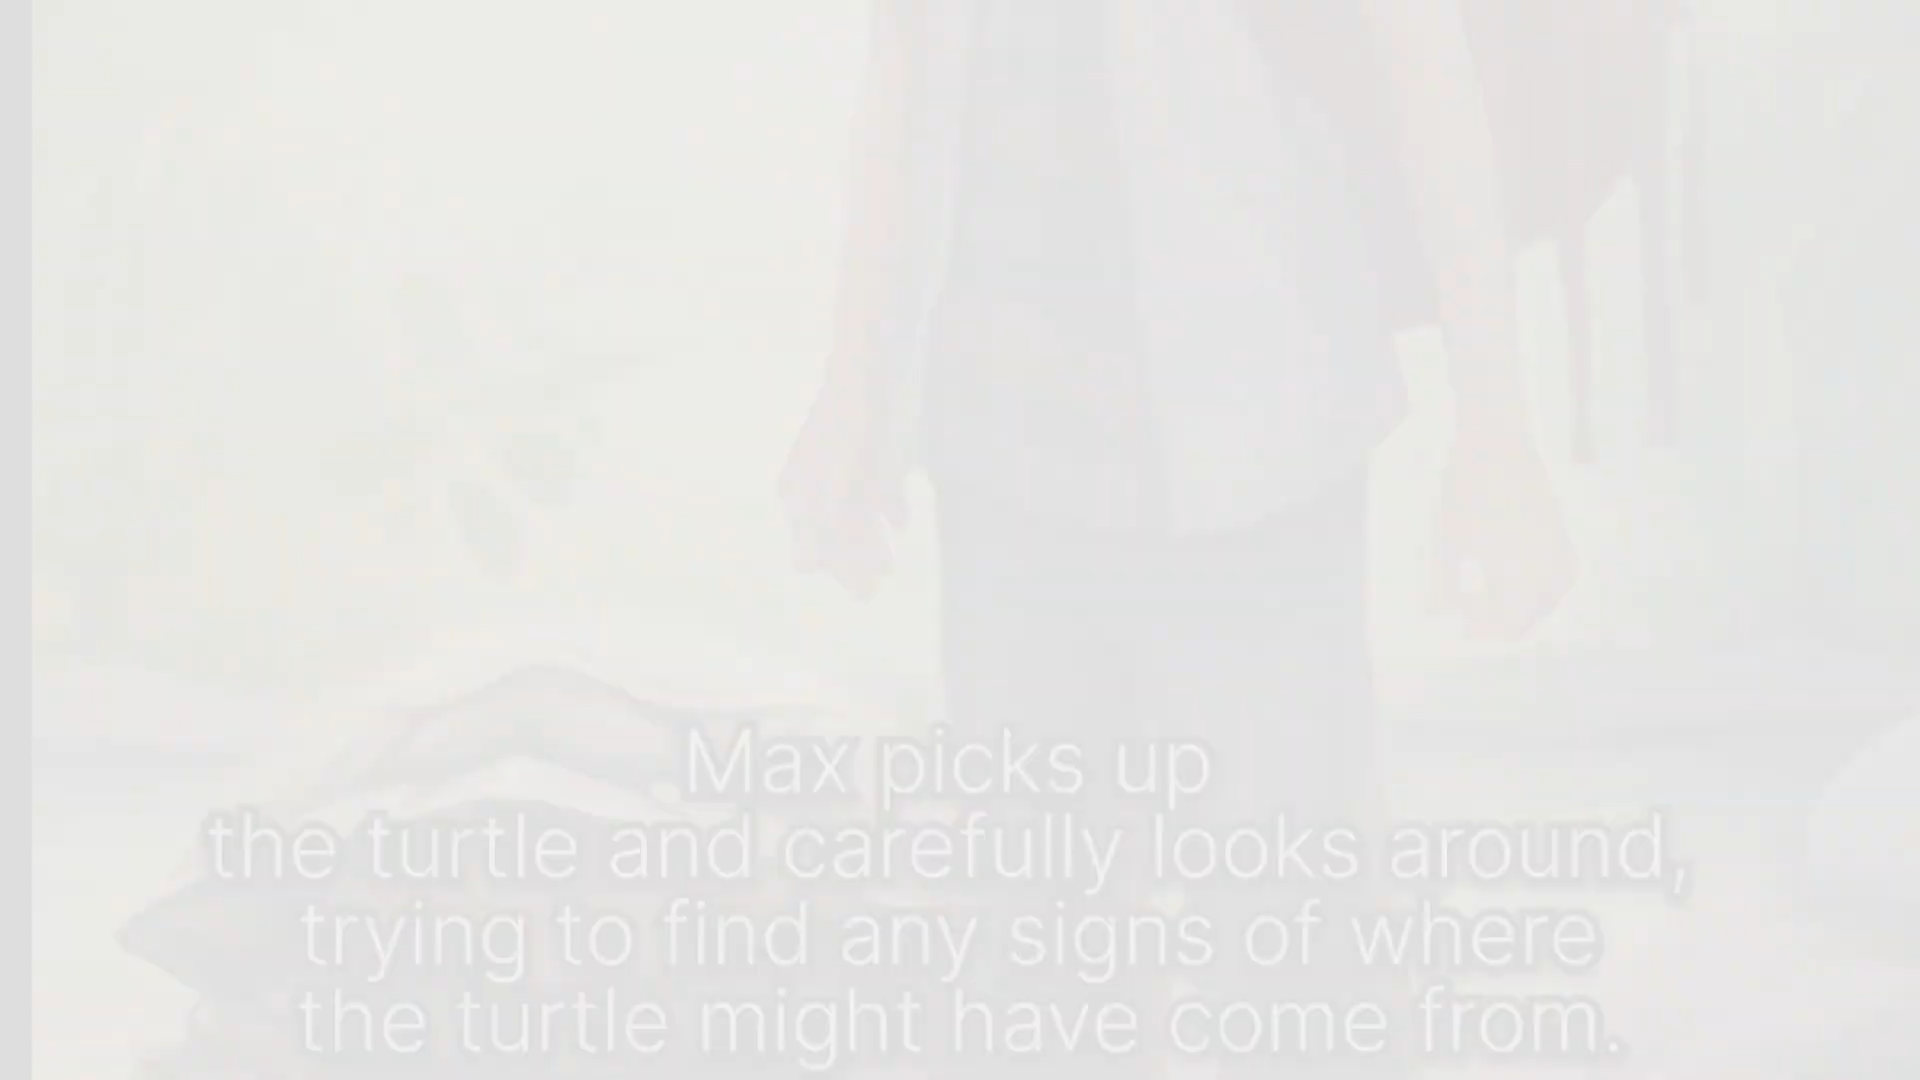 Max picks up
the turtle and carefully looks around,
trying to find any signs of where
the turtle might have come from.